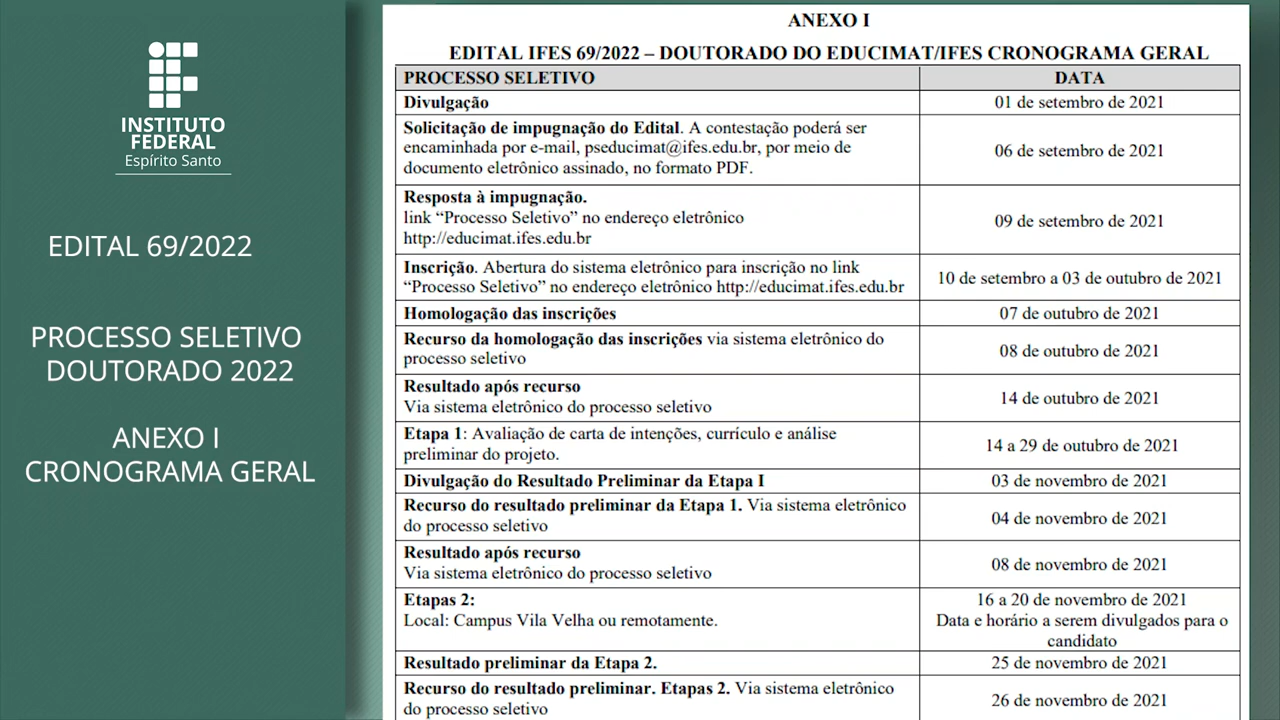 INSTITUTO
FEDERAL
Espírito Santo
EDITAL 69/2022
PROCESSO SELETIVO
DOUTORADO 2022
ANEXO I
CRONOGRAMA GERAL
ANEXO I
EDITAL IFES 69/2022 – DOUTORADO DO EDUCIMAT/IFES CRONOGRAMA GERAL
PROCESSO SELETIVO DATA
Divulgação 01 de setembro de 2021
Solicitação de impugnação do Edital. A contestação poderá ser
encaminhada por e-mail, pseducimat@ifes.edu.br, por meio de
documento eletrônico assinado, no formato PDF.
06 de setembro de 2021
Resposta à impugnação.
link “Processo Seletivo” no endereço eletrônico
http://educimat.ifes.edu.br
09 de setembro de 2021
Inscrição. Abertura do sistema eletrônico para inscrição no link
“Processo Seletivo” no endereço eletrônico http://educimat.ifes.edu.br
10 de setembro a 03 de outubro de 2021
Homologação das inscrições 07 de outubro de 2021
Recurso da homologação das inscrições via sistema eletrônico do
processo seletivo
08 de outubro de 2021
Resultado após recurso
Via sistema eletrônico do processo seletivo
14 de outubro de 2021
Etapa 1: Avaliação de carta de intenções, currículo e análise
preliminar do projeto.
14 a 29 de outubro de 2021
Divulgação do Resultado Preliminar da Etapa I 03 de novembro de 2021
Recurso do resultado preliminar da Etapa 1. Via sistema eletrônico
do processo seletivo
04 de novembro de 2021
Resultado após recurso
Via sistema eletrônico do processo seletivo
08 de novembro de 2021
Etapas 2:
Local: Campus Vila Velha ou remotamente.
16 a 20 de novembro de 2021
Data e horário a serem divulgados para o
candidato
Resultado preliminar da Etapa 2. 25 de novembro de 2021
Recurso do resultado preliminar. Etapas 2. Via sistema eletrônico
do processo seletivo
26 de novembro de 2021